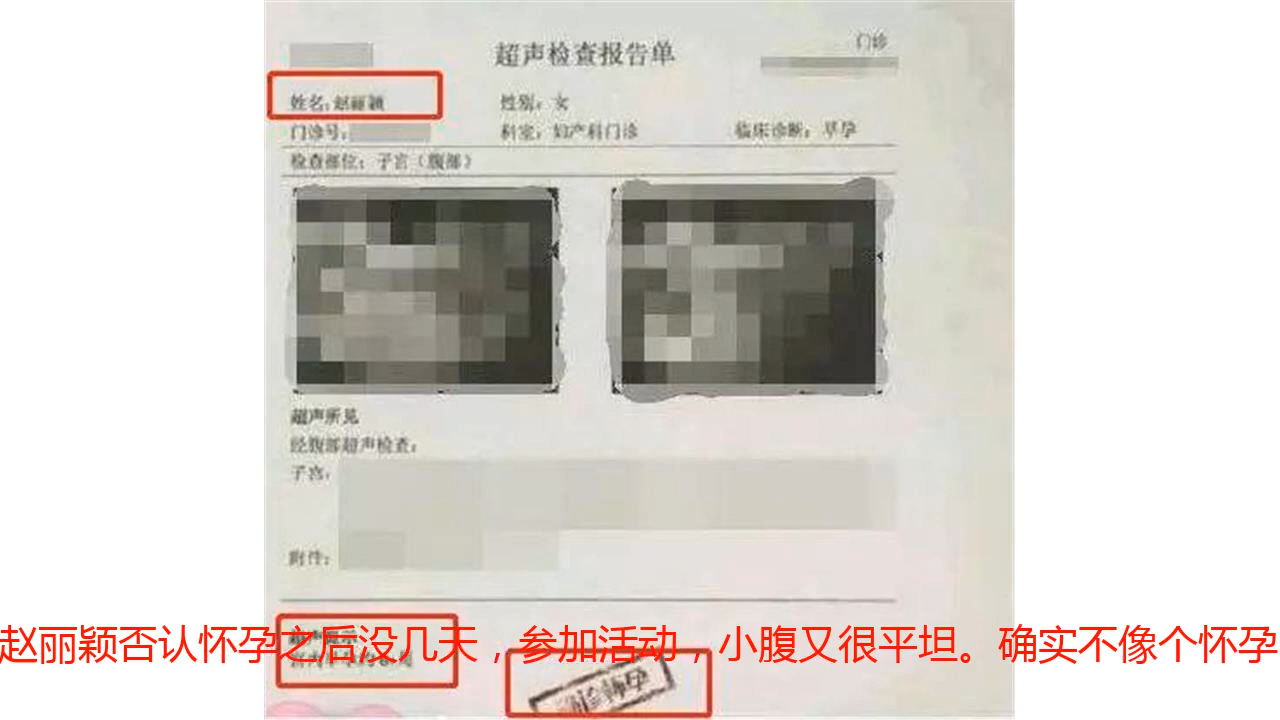 门诊
超声检查报告单
姓名：赵丽颖 性别：女
门诊号： 科室：妇产科门诊 临床诊断：早孕
检查部位：子宫（腹部）
超声所见
经腹部超声检查：
子宫：
附件：
赵丽颖否认怀孕之后没几天，参加活动，小腹又很平坦。确实不像个怀孕